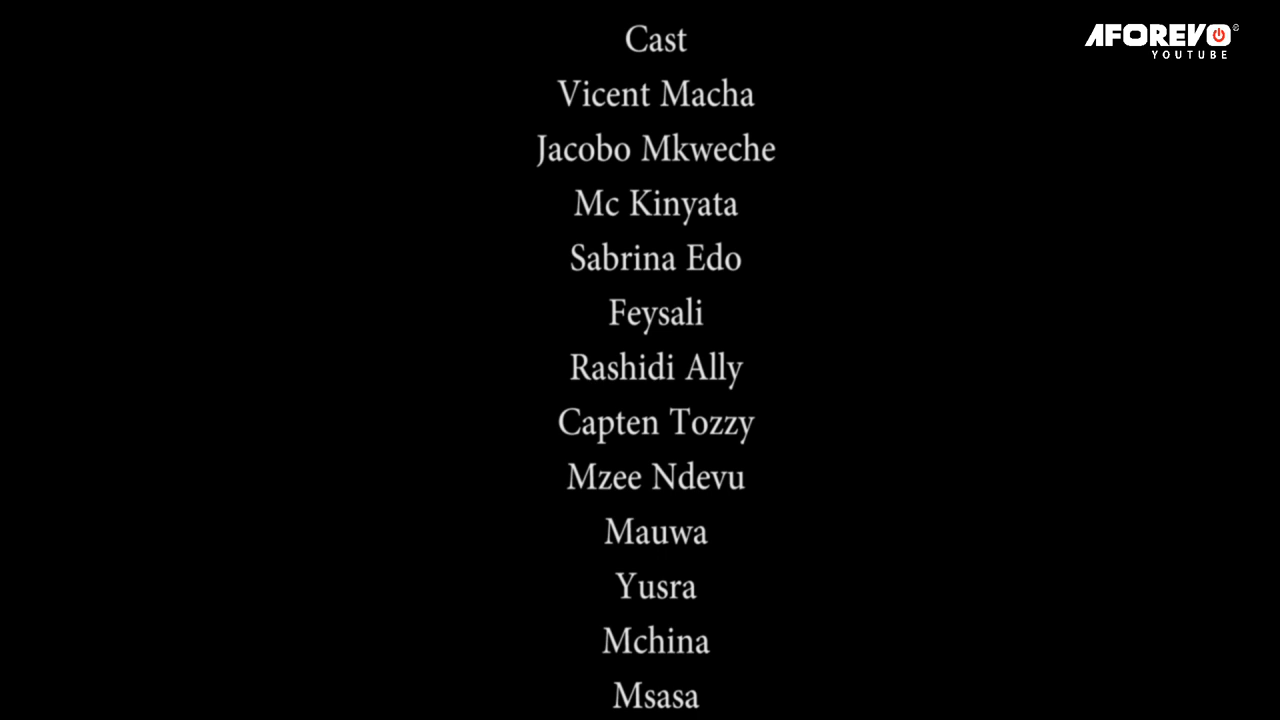 Cast
AFOREVO
YOUTUBE
Vicent Macha
Jacobo Mkweche
Mc Kinyata
Sabrina Edo
Feysali
Rashidi Ally
Capten Tozzy
Mzee Ndevu
Mauwa
Yusra
Mchina
Msasa